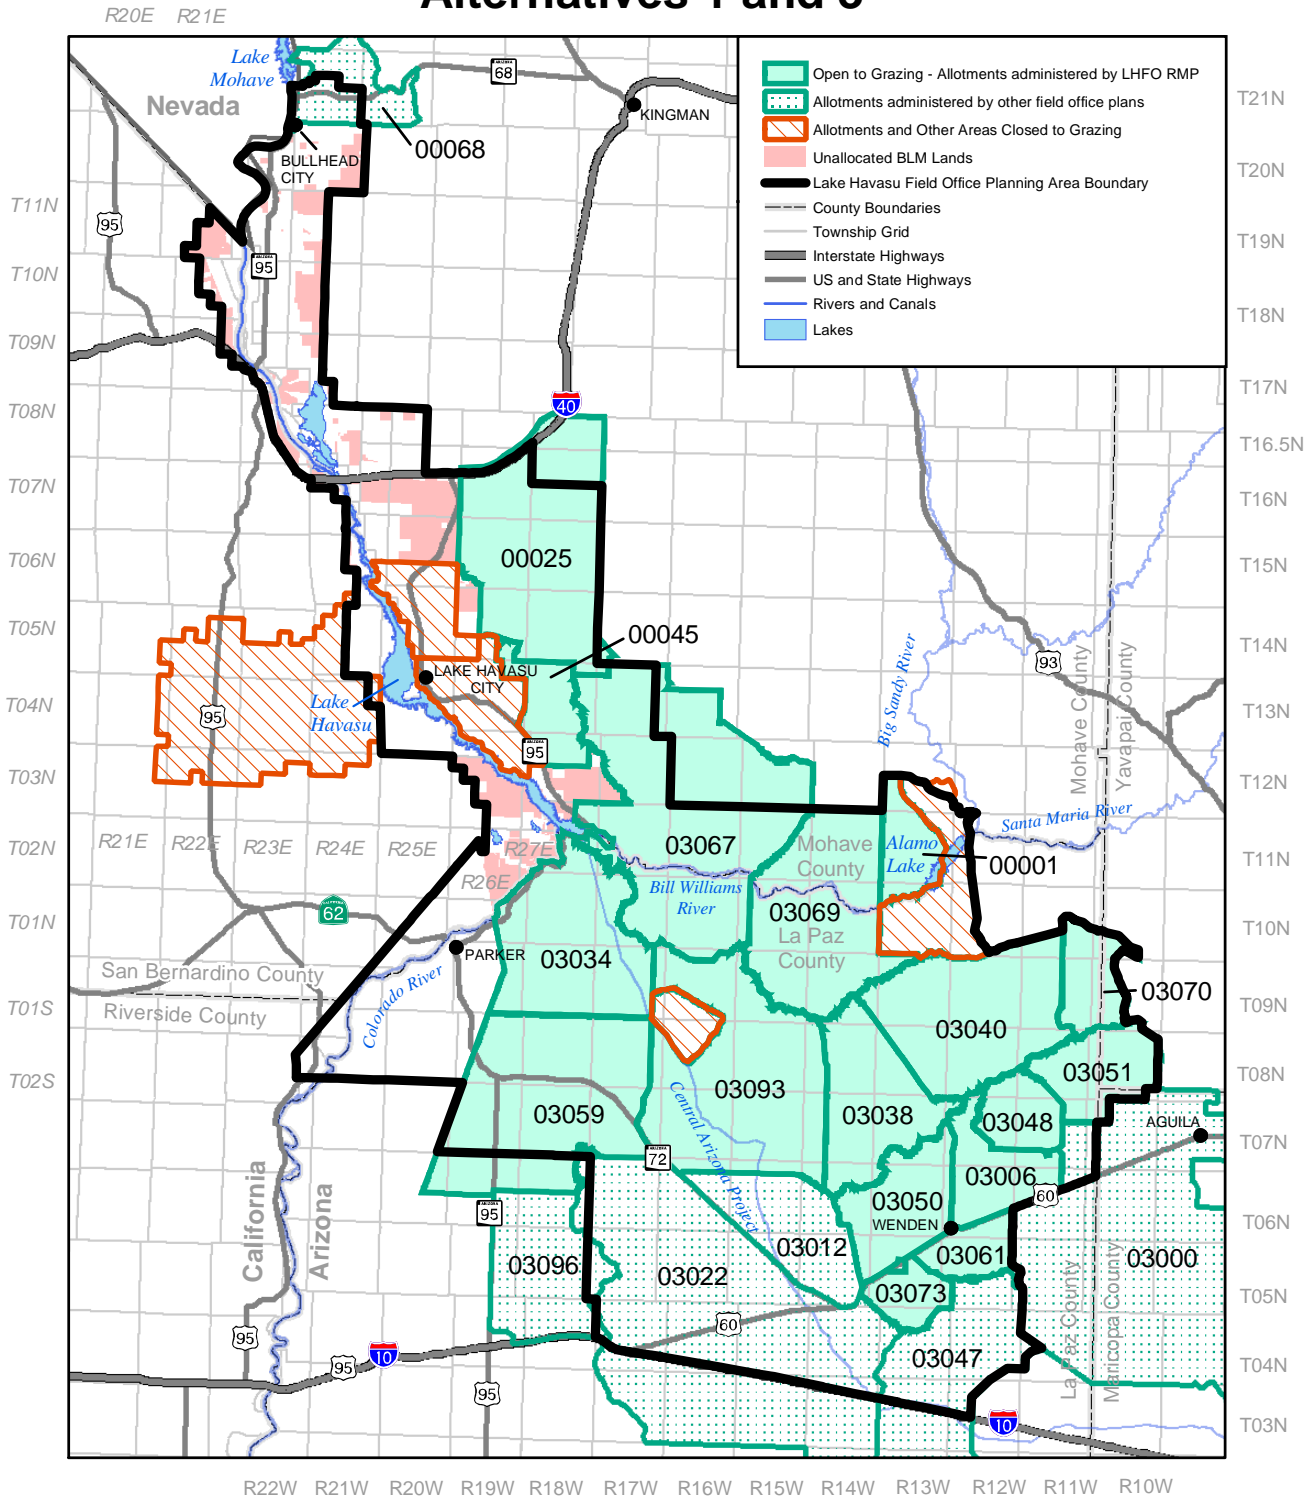 R20E R21E
Lake
Mohave
Nevada
68
KINGMAN
Open to Grazing - Allotments administered by LHFO RMP
Allotments administered by other field office plans
Allotments and Other Areas Closed to Grazing
Unallocated BLM Lands
Lake Havasu Field Office Planning Area Boundary
County Boundaries
Township Grid
Interstate Highways
US and State Highways
Rivers and Canals
Lakes
T21N
T20N
T19N
T18N
T17N
T16.5N
T16N
T15N
T14N
T13N
T12N
T11N
T10N
T09N
T08N
T07N
T06N
T05N
T04N
T03N
T11N
T10N
T09N
T08N
T07N
T06N
T05N
T04N
T03N
T02N
T01N
T01S
T02S
BULLHEAD
CITY
00068
95
95
40
00025
00045
LAKE HAVASU
CITY
Lake
Havasu
95
95
93
Big Sandy River
Mohave County
Yavapai County
Santa Maria River
R21E R22E R23E R24E R25E R27E
R26E
03067
Mohave
County
Alamo
Lake
00001
Bill Williams
River
03069
La Paz
County
62
PARKER
03034
San Bernardino County
Riverside County
Colorado River
03070
03040
03051
03093
03038
03048
03059
AGUILA
Central Arizona Project
72
03006
03050
60
WENDEN
California
Arizona
95
03012
03061
03000
03096
03022
03073
La Paz County
Maricopa County
60
95
10
95
03047
95
10
R22W R21W R20W R19W R18W R17W R16W R15W R14W R13W R12W R11W R10W